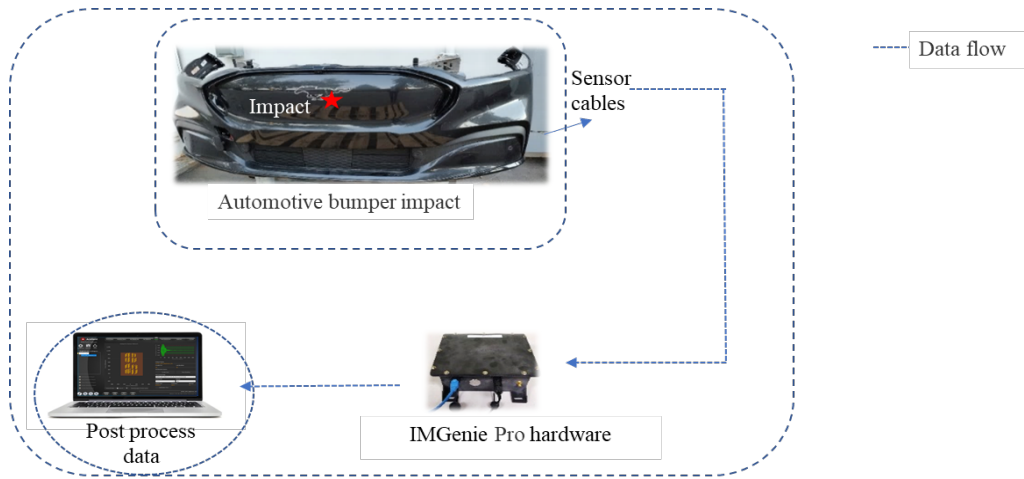 Data flow
Sensor
cables
Impact
Automotive bumper impact
Post process
data
IMGenie Pro hardware